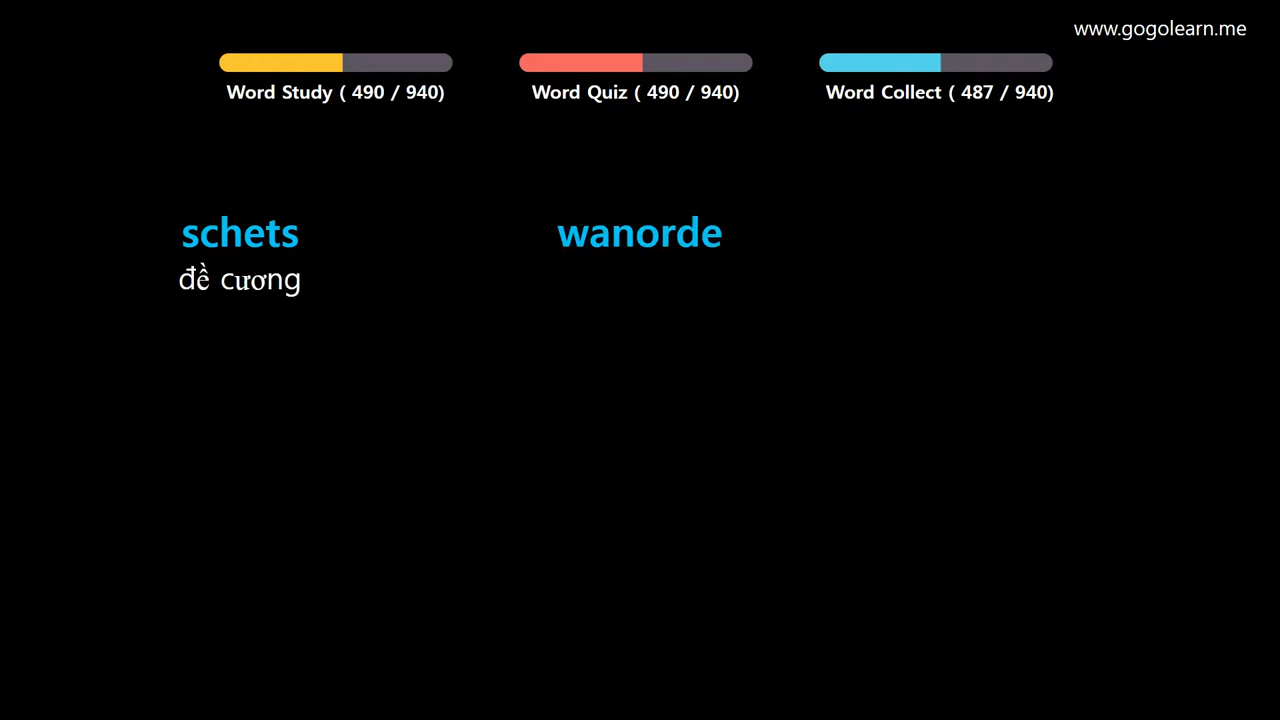 www.gogolearn.me
Word Study ( 490 / 940)
Word Quiz ( 490 / 940)
Word Collect ( 487 / 940)
schets
đề cương
wanorde